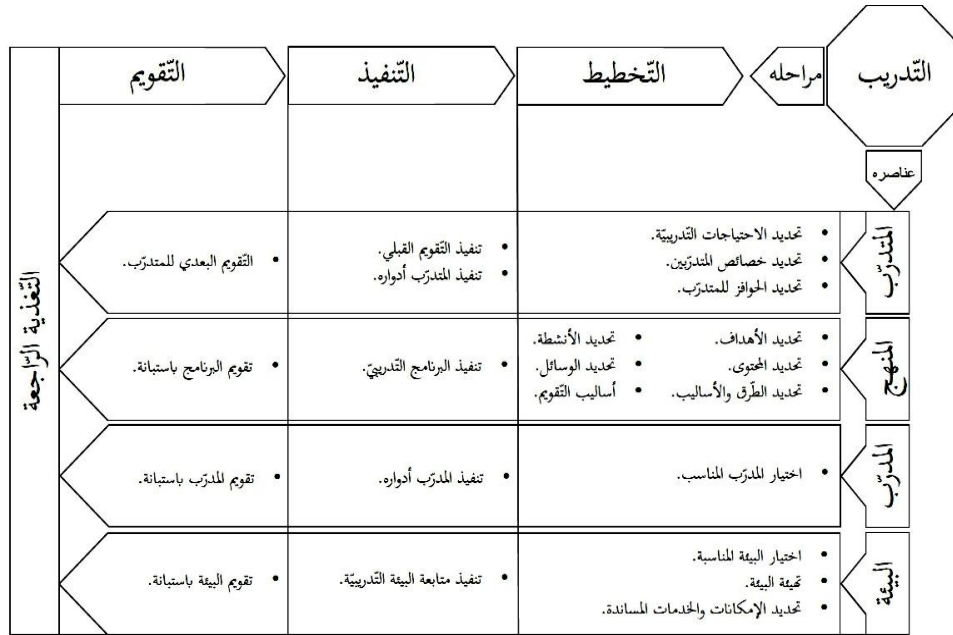 التّدريب
مراحله
التّخطيط
التّنفيذ
التّقويم
عناصره
المتدرّب
• تحديد الاحتياجات التّدريبيّة.
• تحديد خصائص المتدرّبين.
• تحديد الحوافز للمتدرّب.
• تنفيذ التّقويم القبلي
• تنفيذ المتدرّب أدواره.
• التّقويم البعدي للمتدرّب.
المنهج
• تحديد الأهداف.
• تحديد المحتوى.
• تحديد الطّرق والأساليب.
• تحديد الأنشطة.
• تحديد الوسائل.
• أساليب التّقويم.
• تنفيذ البرنامج التّدريبيّ.
• تقويم البرنامج باستبانة.
المدرّب
• اختيار المدرّب المناسب.
• تنفيذ المدرّب أدواره.
• تقويم المدرّب باستبانة.
البيئة
• اختيار البيئة المناسبة.
• تهيئة البيئة.
• تحديد الإمكانات والخدمات المساندة.
• تنفيذ متابعة البيئة التّدريبيّة.
• تقويم البيئة باستبانة.
التّغذية الرّاجعة